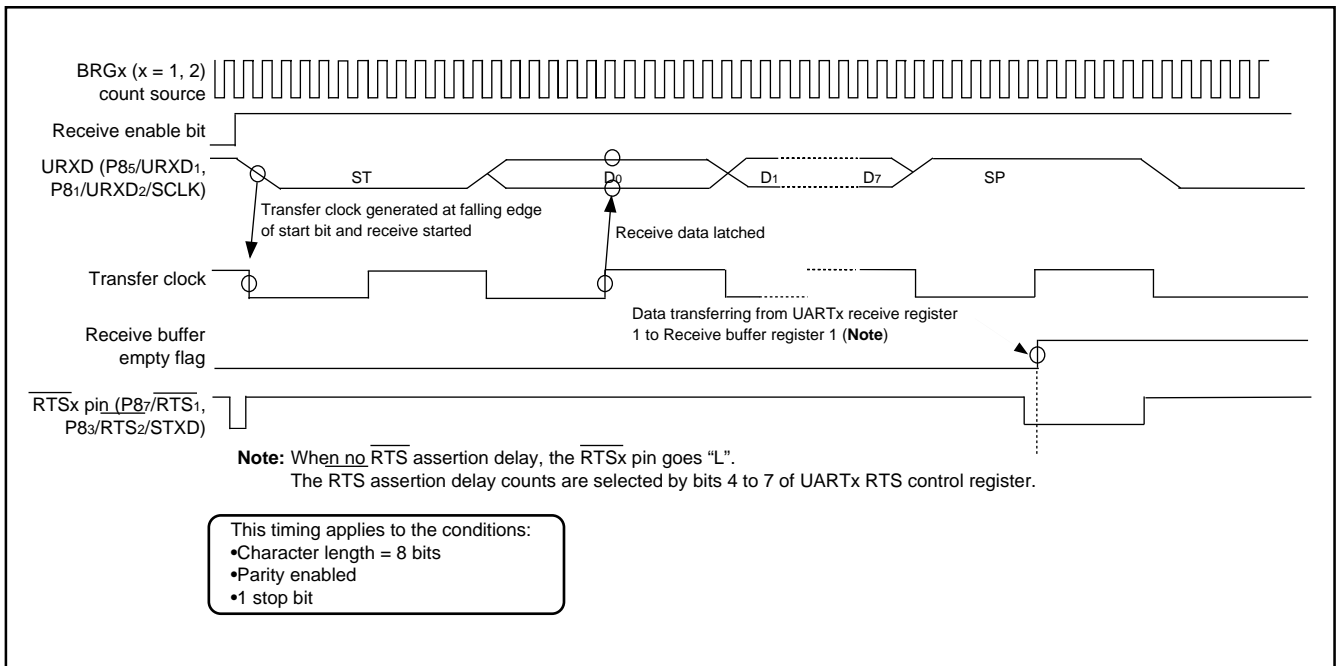 BRGx (x = 1, 2)
count source
Receive enable bit
URXD (P85/URXD1,
P81/URXD2/SCLK)
ST
D0
D1
D7
SP
Transfer clock generated at falling edge
of start bit and receive started
Receive data latched
Transfer clock
Data transferring from UARTx receive register
1 to Receive buffer register 1 (Note)
Receive buffer
empty flag
RTSx pin (P87/RTS1,
P83/RTS2/STXD)
Note: When no RTS assertion delay, the RTSx pin goes “L”.
The RTS assertion delay counts are selected by bits 4 to 7 of UARTx RTS control register.
This timing applies to the conditions:
•Character length = 8 bits
•Parity enabled
•1 stop bit